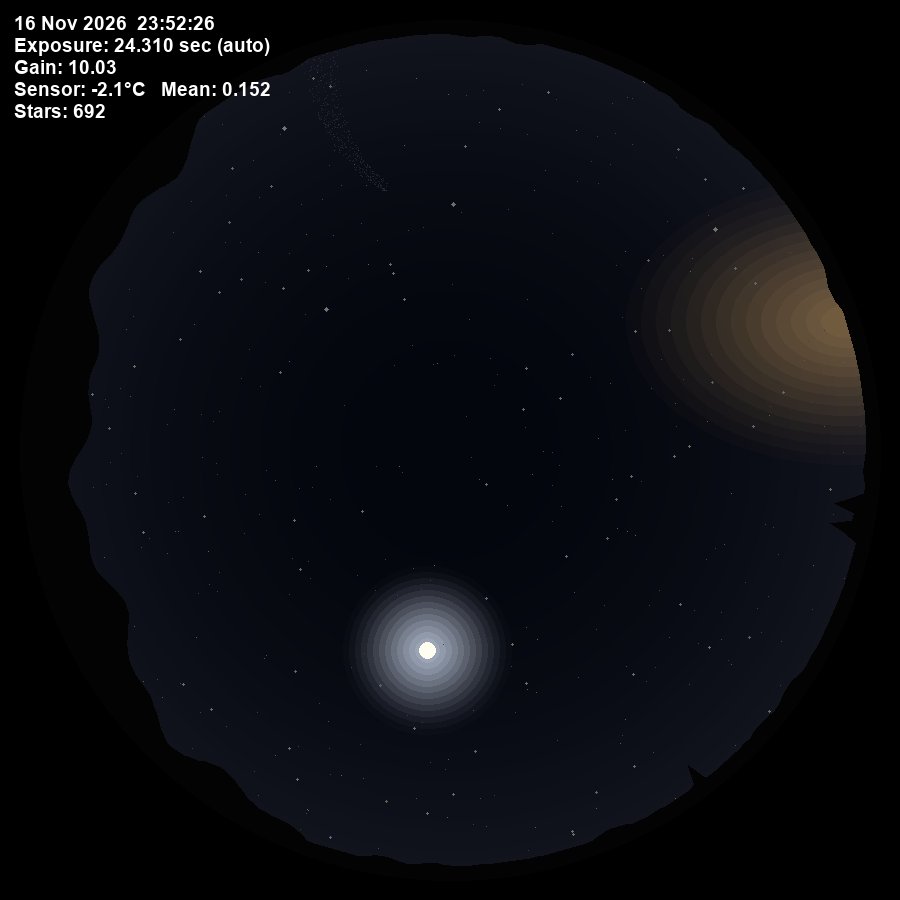 16 Nov 2026  23:52:26
Exposure: 24.310 sec (auto)
Gain: 10.03
Sensor: -2.1°C   Mean: 0.152
Stars: 692